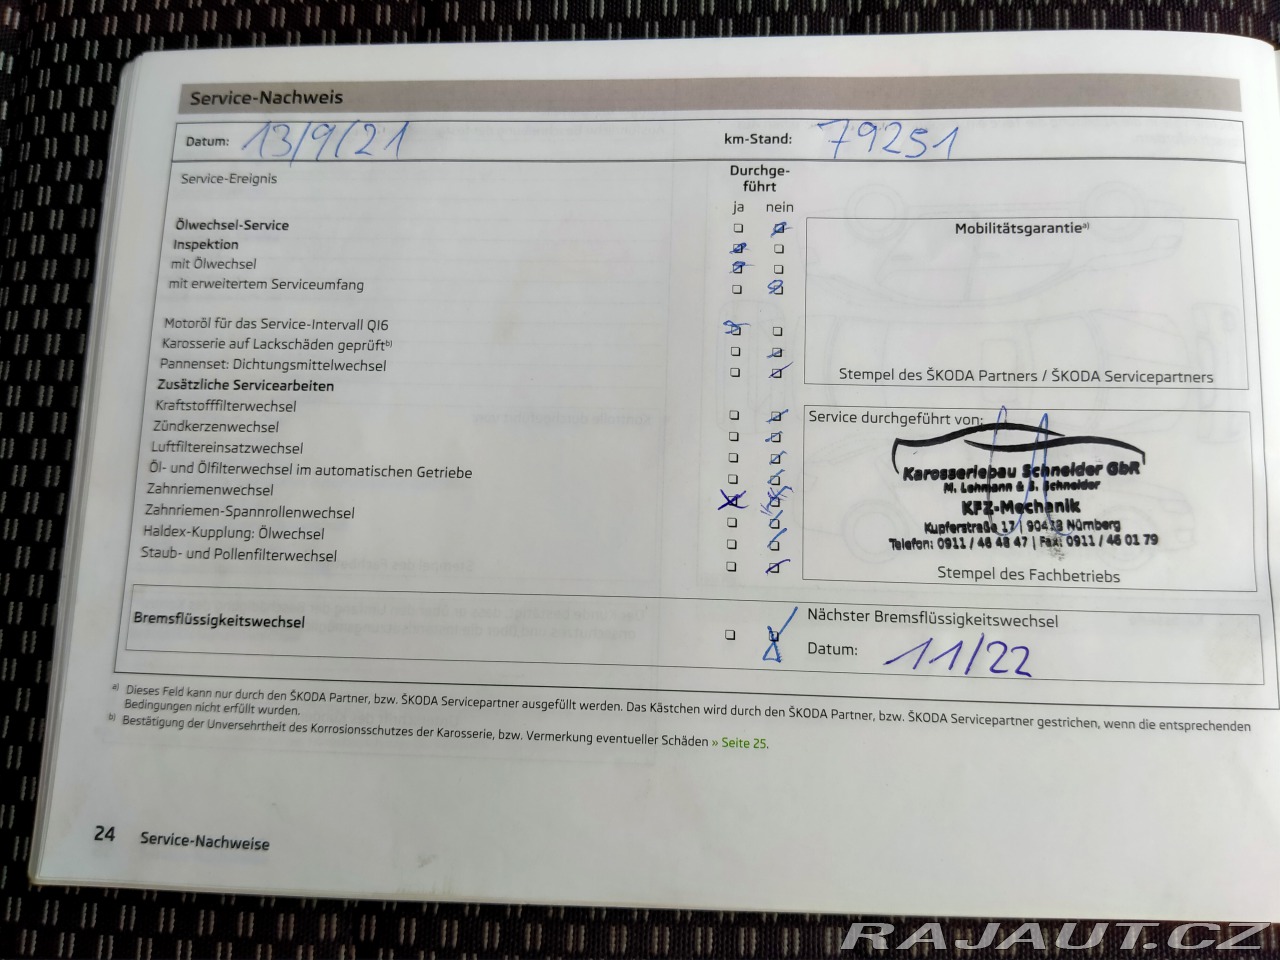 Service-Nachweis
Datum: 13/9/21 km-Stand: 79251
Service-Ereignis
Durchge-
führt
ja nein
Ölwechsel-Service
Inspektion
mit Ölwechsel
mit erweitertem Serviceumfang
Motoröl für das Service-Intervall QI6
Karosserie auf Lackschäden geprüft b)
Pannenset: Dichtungsmittelwechsel
Zusätzliche Servicearbeiten
Kraftstofffilterwechsel
Zündkerzenwechsel
Luftfiltereinsatzwechsel
Öl- und Ölfilterwechsel im automatischen Getriebe
Zahnriemenwechsel
Zahnriemen-Spannrollenwechsel
Haldex-Kupplung: Ölwechsel
Staub- und Pollenfilterwechsel
Mobilitätsgarantie a)
Stempel des ŠKODA Partners / ŠKODA Servicepartners
Service durchgeführt von:
Karosseriebau Schneider GbR
M. Lehmann & S. Schneider
KFZ-Mechanik
Kupferstraße 17 | 90473 Nürnberg
Telefon: 0911 / 46 48 47 | Fax: 0911 / 46 01 79
Stempel des Fachbetriebs
Bremsflüssigkeitswechsel
Nächster Bremsflüssigkeitswechsel
Datum: 11/22
a) Dieses Feld kann nur durch den ŠKODA Partner, bzw. ŠKODA Servicepartner ausgefüllt werden. Das Kästchen wird durch den ŠKODA Partner, bzw. ŠKODA Servicepartner gestrichen, wenn die entsprechenden
Bedingungen nicht erfüllt wurden.
b) Bestätigung der Unversehrtheit des Korrosionsschutzes der Karosserie, bzw. Vermerkung eventueller Schäden » Seite 25.
24 Service-Nachweise
RAJAUT.CZ